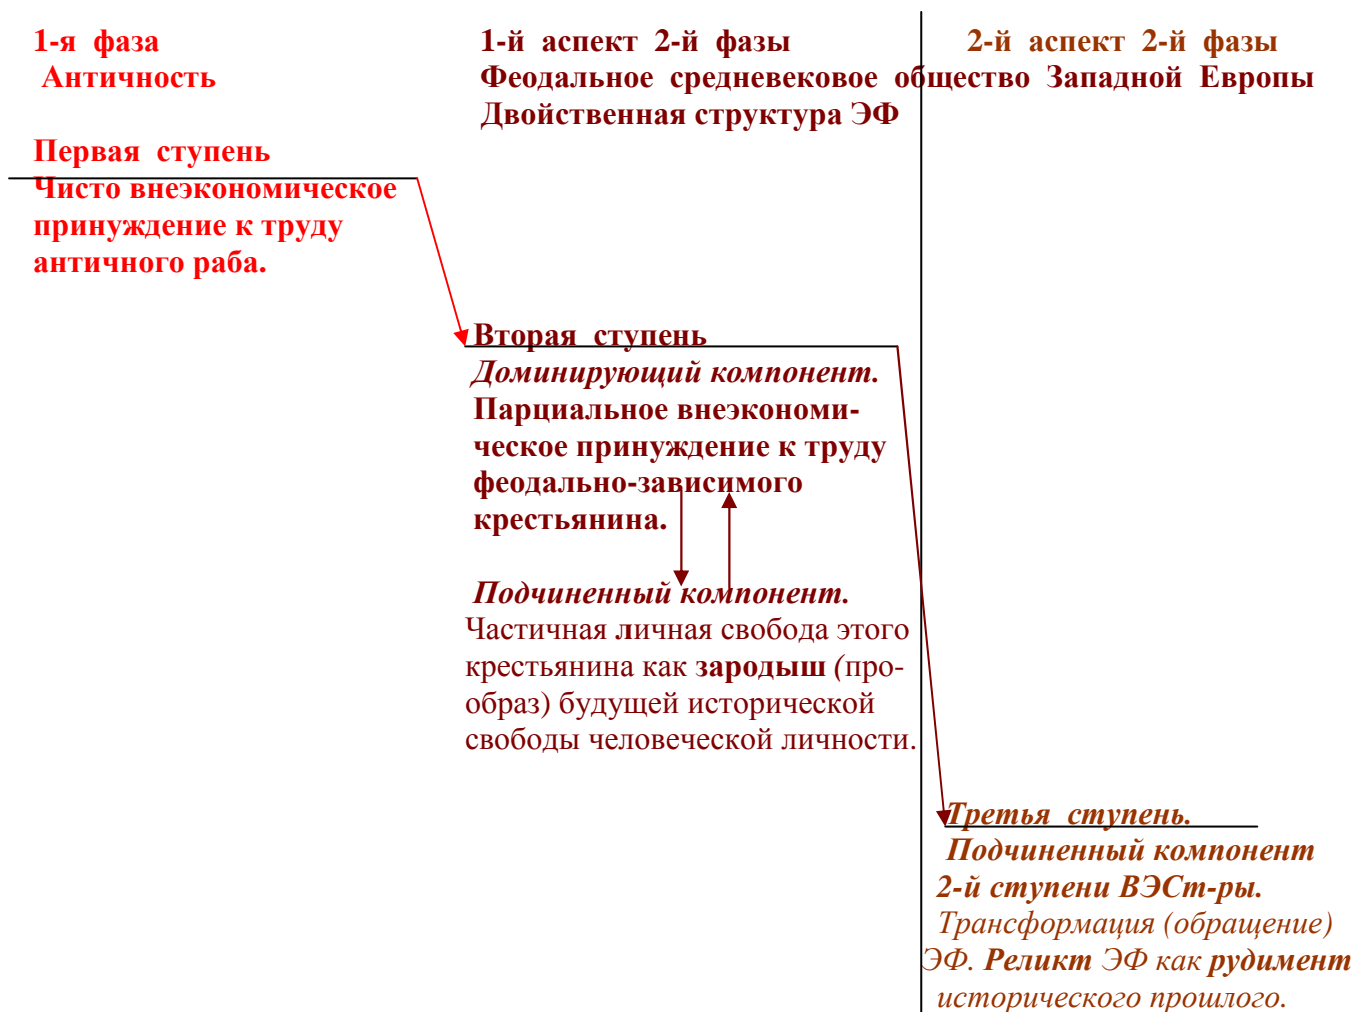 1-я фаза
Античность
Первая ступень
Чисто внеэкономическое
принуждение к труду
античного раба.
1-й аспект 2-й фазы 2-й аспект 2-й фазы
Феодальное средневековое общество Западной Европы
Двойственная структура ЭФ
Вторая ступень
Доминирующий компонент.
Парциальное внеэкономи-
ческое принуждение к труду
феодально-зависимого
крестьянина.
Подчиненный компонент.
Частичная личная свобода этого
крестьянина как зародыш (про-
образ) будущей исторической
свободы человеческой личности.
Третья ступень.
Подчиненный компонент
2-й ступени ВЭСт-ры.
Трансформация (обращение)
ЭФ. Реликт ЭФ как рудимент
исторического прошлого.